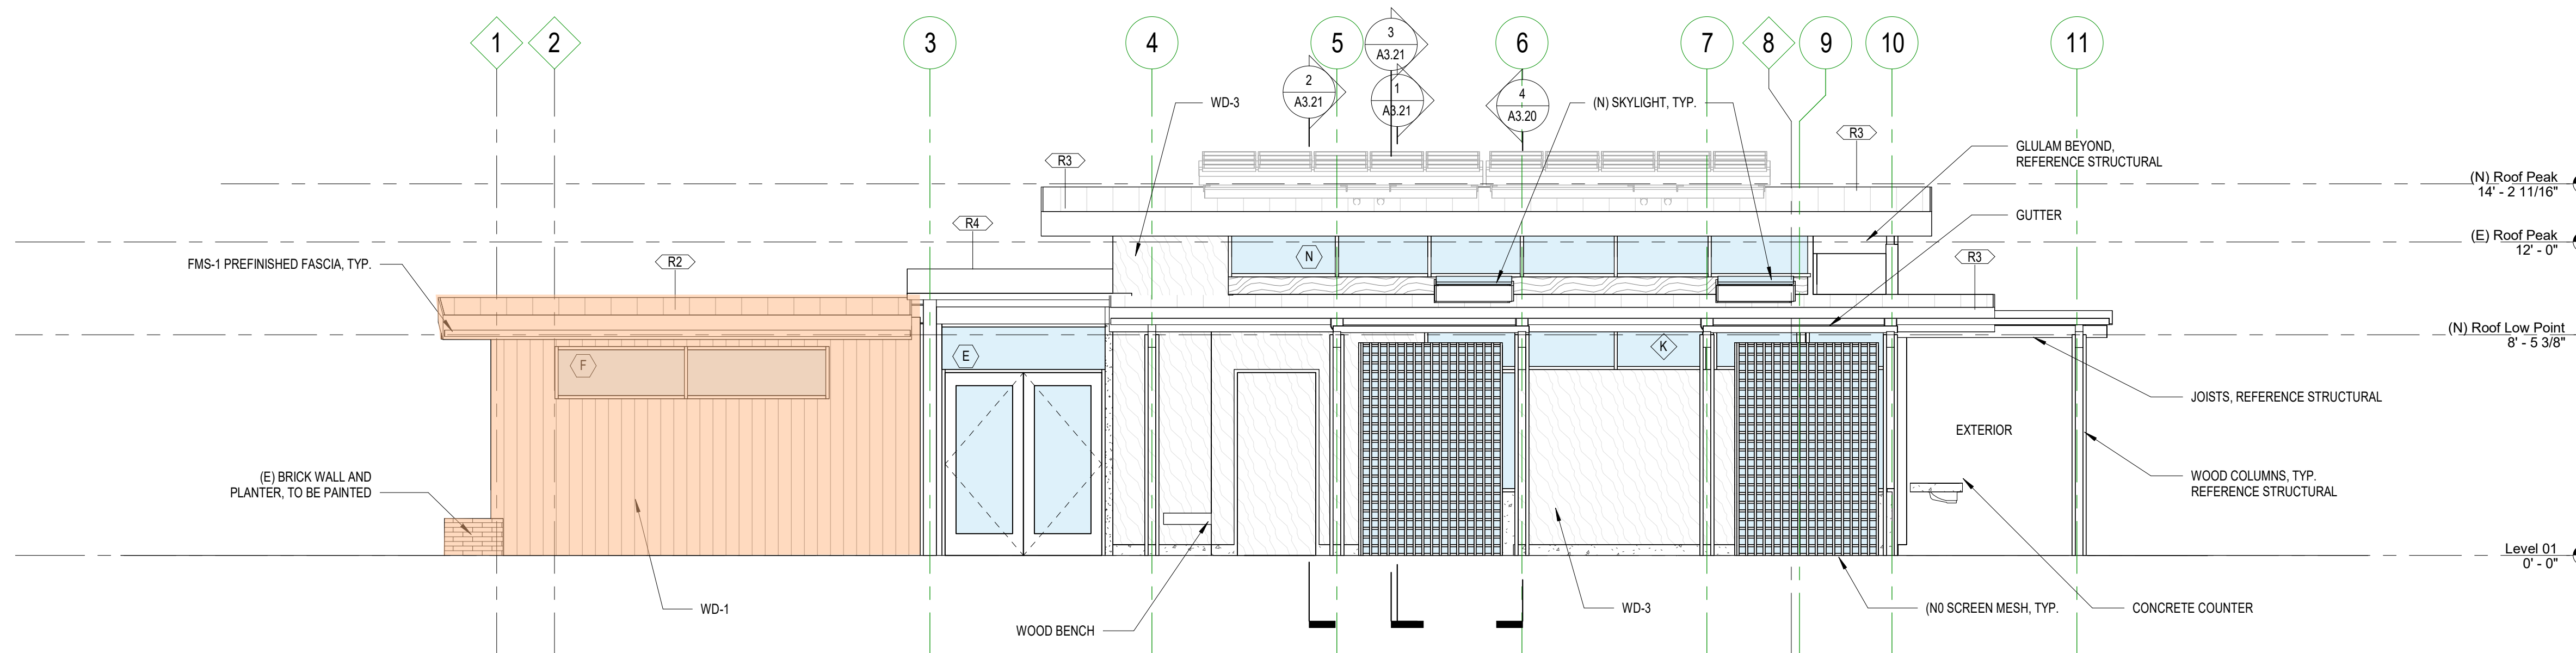 1
2
3
4
5
6
7
8
9
10
11
3
A3.21
2
A3.21
1
A3.21
4
A3.20
WD-3
(N) SKYLIGHT, TYP.
R3
R3
GLULAM BEYOND,
REFERENCE STRUCTURAL
(N) Roof Peak
14' - 2 11/16"
GUTTER
R4
(E) Roof Peak
12' - 0"
FMS-1 PREFINISHED FASCIA, TYP.
R2
N
R3
(N) Roof Low Point
8' - 5 3/8"
E
K
F
JOISTS, REFERENCE STRUCTURAL
EXTERIOR
(E) BRICK WALL AND
PLANTER, TO BE PAINTED
WOOD COLUMNS, TYP.
REFERENCE STRUCTURAL
Level 01
0' - 0"
WD-1
WOOD BENCH
WD-3
(N0 SCREEN MESH, TYP.
CONCRETE COUNTER